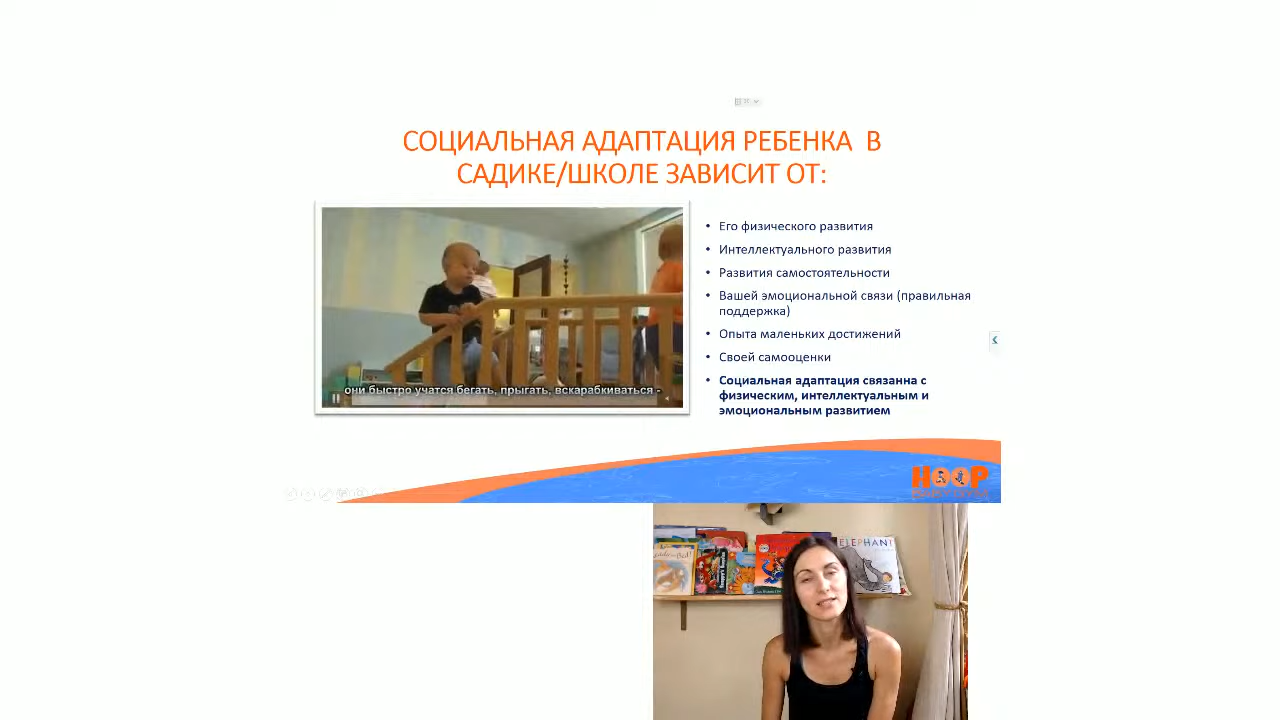 СОЦИАЛЬНАЯ АДАПТАЦИЯ РЕБЕНКА В
САДИКЕ/ШКОЛЕ ЗАВИСИТ ОТ:
они быстро учатся бегать, прыгать, вскарабкиваться -
• Его физического развития
• Интеллектуального развития
• Развития самостоятельности
• Вашей эмоциональной связи (правильная
поддержка)
• Опыта маленьких достижений
• Своей самооценки
• Социальная адаптация связанна с
физическим, интеллектуальным и
эмоциональным развитием
HOOP
BABY GYM
ELEPHANT